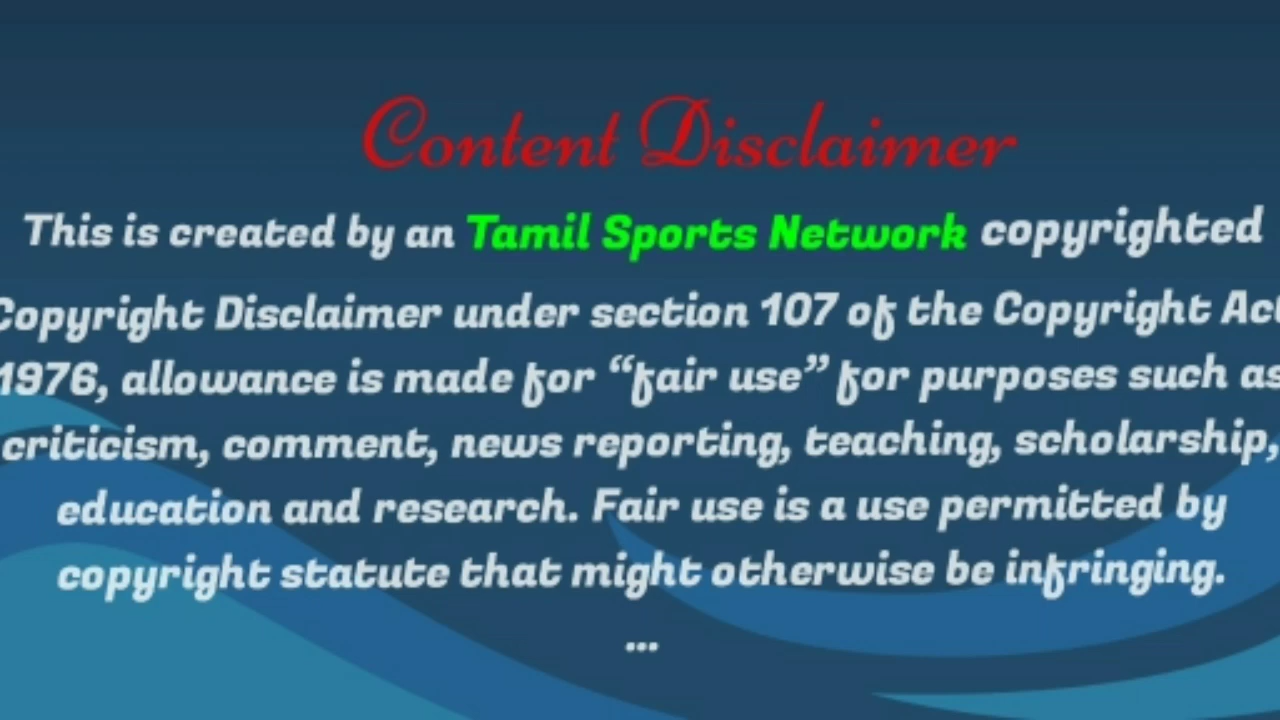 Content Disclaimer
This is created by an Tamil Sports Network copyrighted
Copyright Disclaimer under section 107 of the Copyright Act
1976, allowance is made for “fair use” for purposes such as
criticism, comment, news reporting, teaching, scholarship,
education and research. Fair use is a use permitted by
copyright statute that might otherwise be infringing.
...